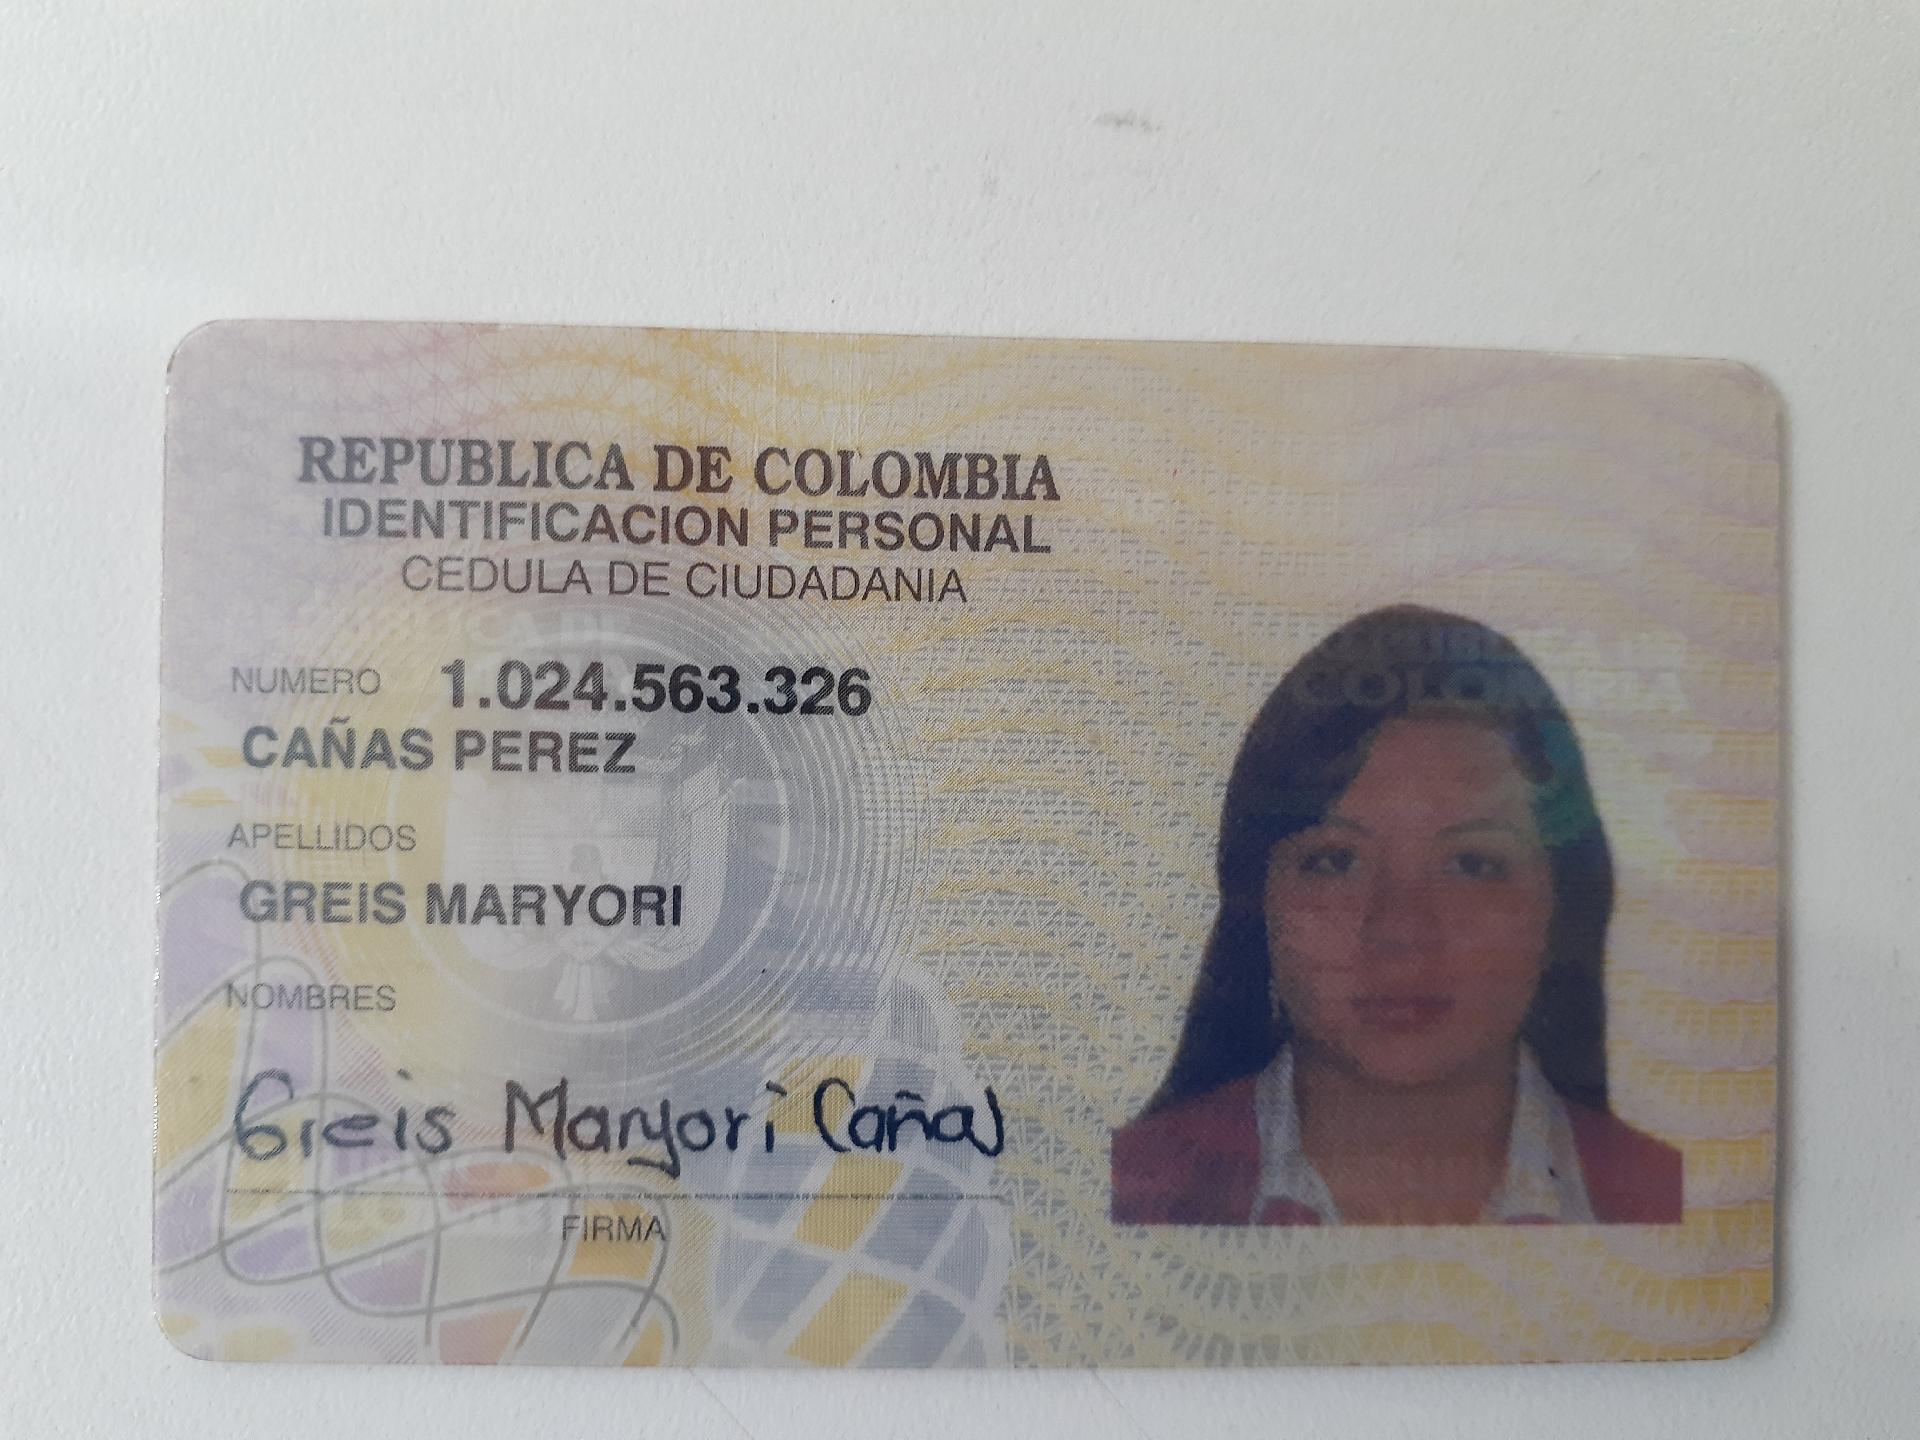 REPUBLICA DE COLOMBIA
IDENTIFICACION PERSONAL
CEDULA DE CIUDADANIA
NUMERO 1.024.563.326
CAÑAS PEREZ
APELLIDOS
GREIS MARYORI
NOMBRES
Greis Maryori Cañas
FIRMA
COLOMBIA